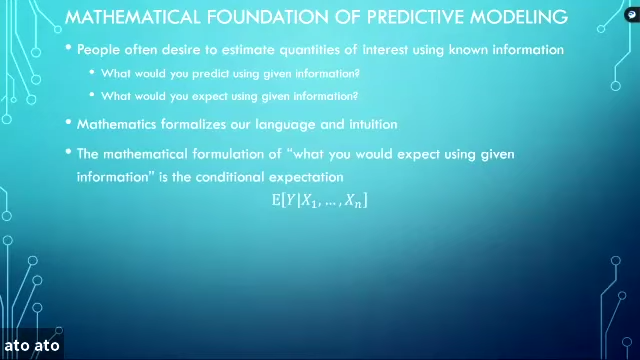 MATHEMATICAL FOUNDATION OF PREDICTIVE MODELING
• People often desire to estimate quantities of interest using known information
• What would you predict using given information?
• What would you expect using given information?
• Mathematics formalizes our language and intuition
• The mathematical formulation of “what you would expect using given
information” is the conditional expectation
E[Y|X₁, …, Xₙ]
ato ato